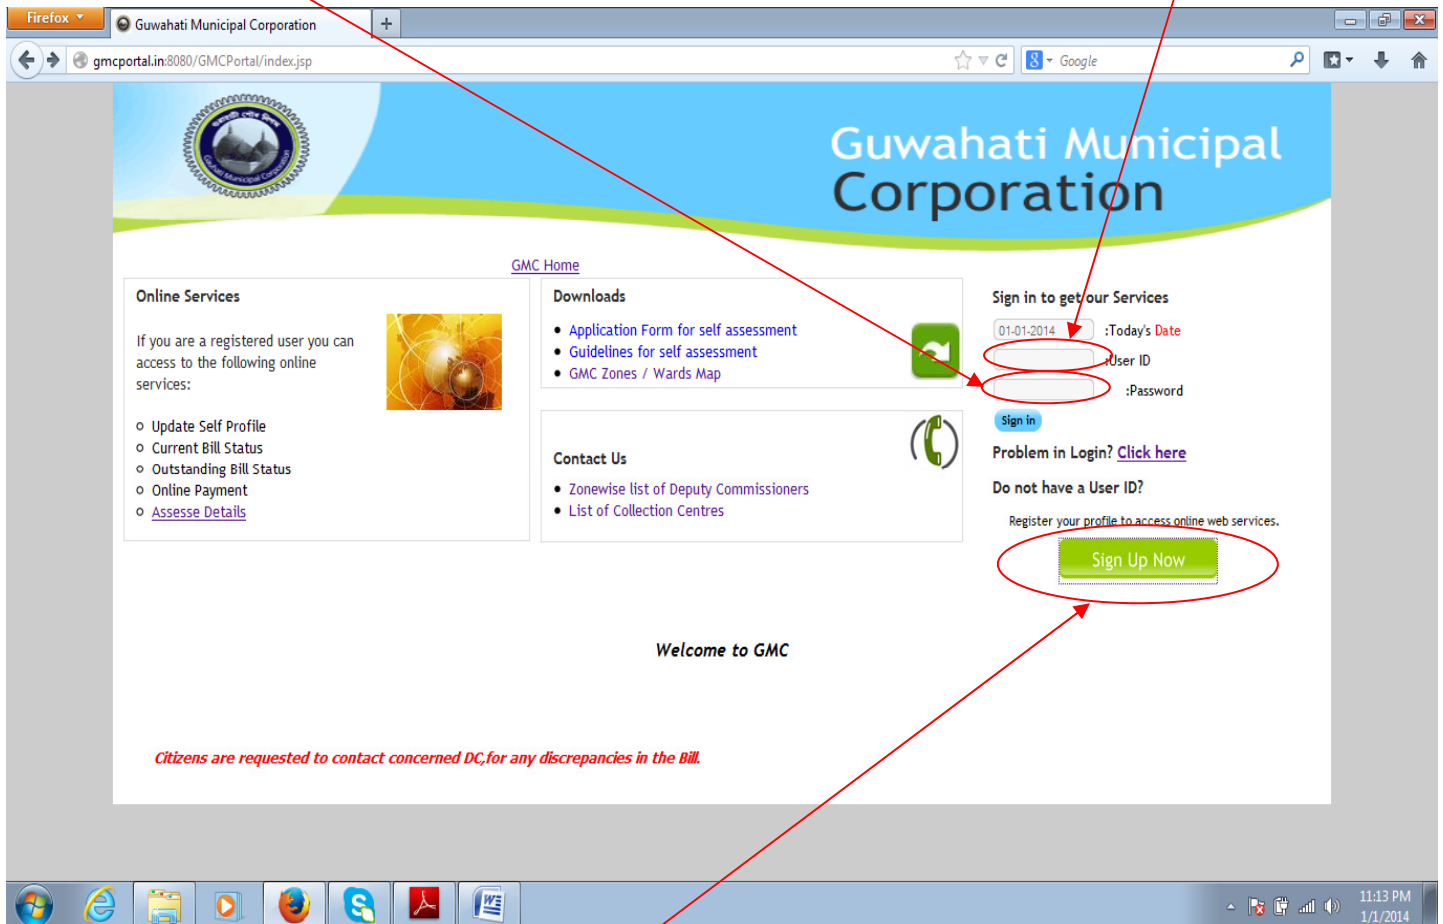 Firefox
Guwahati Municipal Corporation
gmcportal.in:8080/GMCPortal/index.jsp
Google
Guwahati Municipal
Corporation
GMC Home
Online Services
If you are a registered user you can
access to the following online
services:
Update Self Profile
Current Bill Status
Outstanding Bill Status
Online Payment
Assesse Details
Downloads
Application Form for self assessment
Guidelines for self assessment
GMC Zones / Wards Map
Contact Us
Zonewise list of Deputy Commissioners
List of Collection Centres
Sign in to get our Services
01-01-2014 :Today's Date
:User ID
:Password
Sign in
Problem in Login? Click here
Do not have a User ID?
Register your profile to access online web services.
Sign Up Now
Welcome to GMC
Citizens are requested to contact concerned DC,for any discrepancies in the Bill.
11:13 PM
1/1/2014